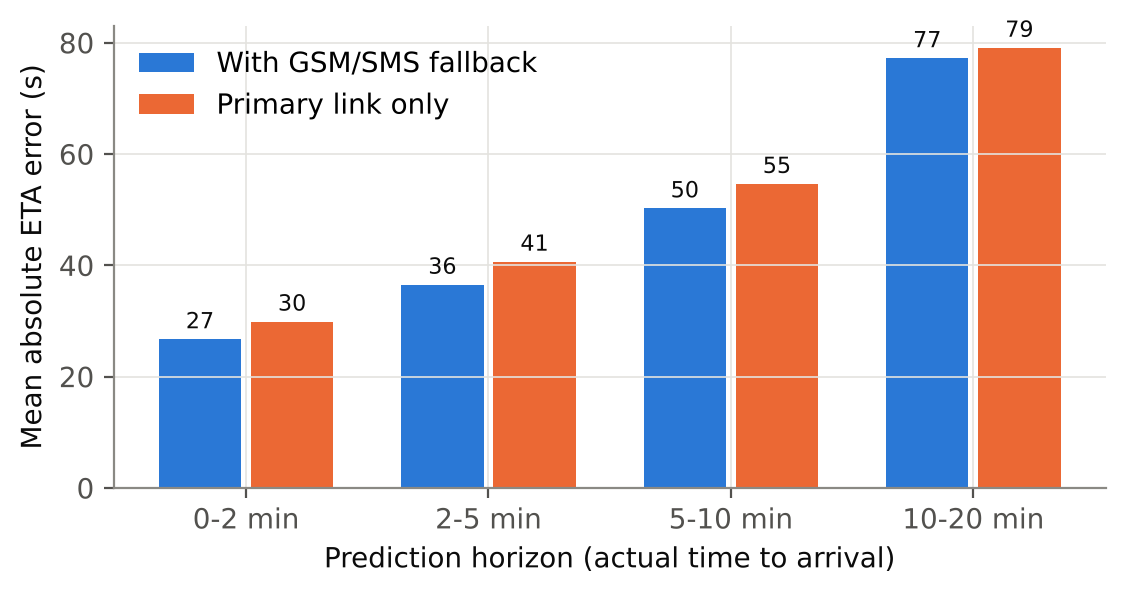 With GSM/SMS fallback
Primary link only
Mean absolute ETA error (s)
80
60
40
20
0
27
30
36
41
50
55
77
79
0-2 min
2-5 min
5-10 min
10-20 min
Prediction horizon (actual time to arrival)